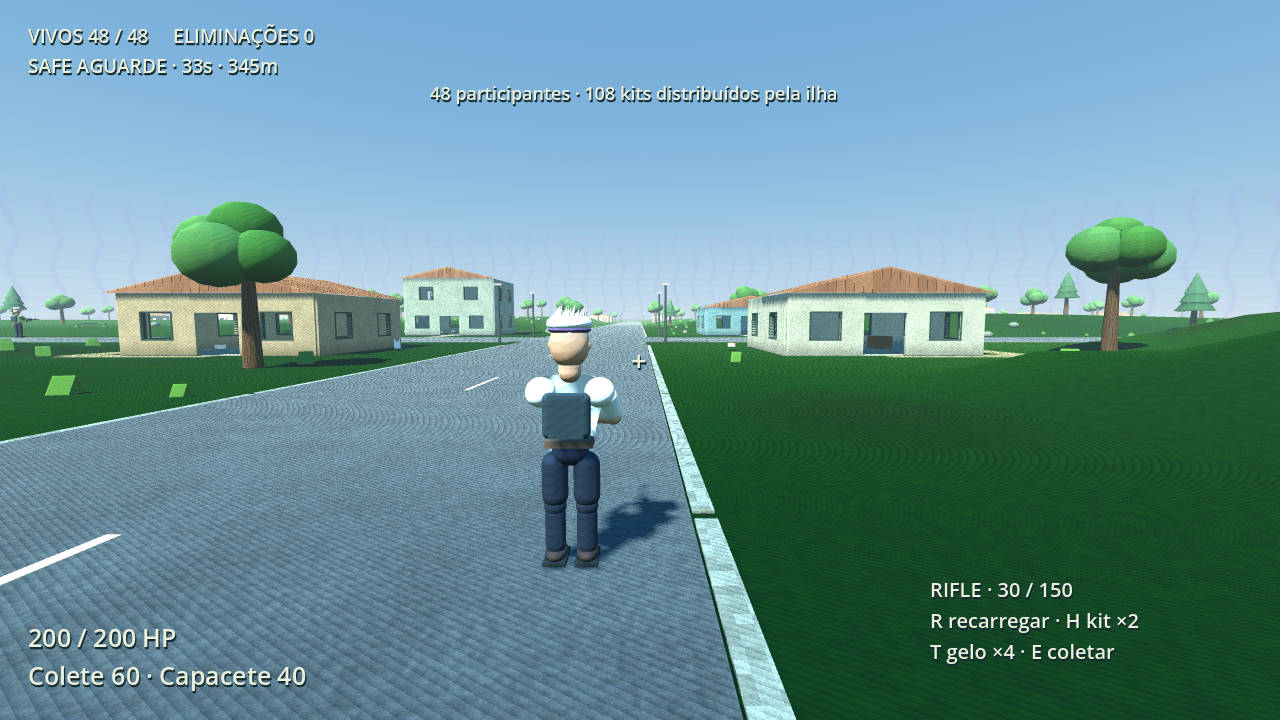 VIVOS 48 / 48 ELIMINAÇÕES 0
SAFE AGUARDE · 33s · 345m
48 participantes · 108 kits distribuídos pela ilha
RIFLE · 30 / 150
R recarregar · H kit ×2
T gelo ×4 · E coletar
200 / 200 HP
Colete 60 · Capacete 40